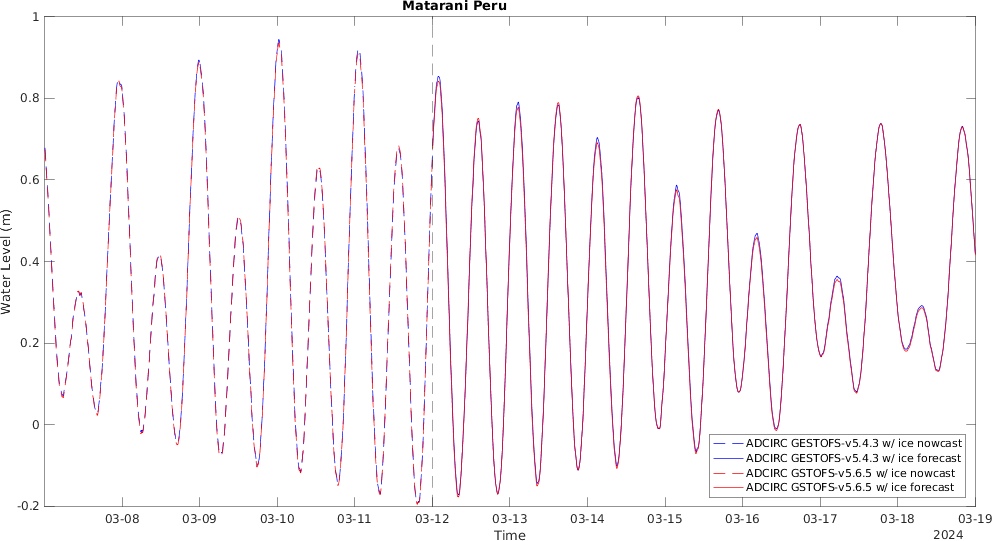 Matarani Peru
1
0.8
0.6
0.4
0.2
0
-0.2
Water Level (m)
03-08 03-09 03-10 03-11 03-12 03-13 03-14 03-15 03-16 03-17 03-18 03-19
Time
2024
ADCIRC GESTOFS-v5.4.3 w/ ice nowcast
ADCIRC GESTOFS-v5.4.3 w/ ice forecast
ADCIRC GSTOFS-v5.6.5 w/ ice nowcast
ADCIRC GSTOFS-v5.6.5 w/ ice forecast